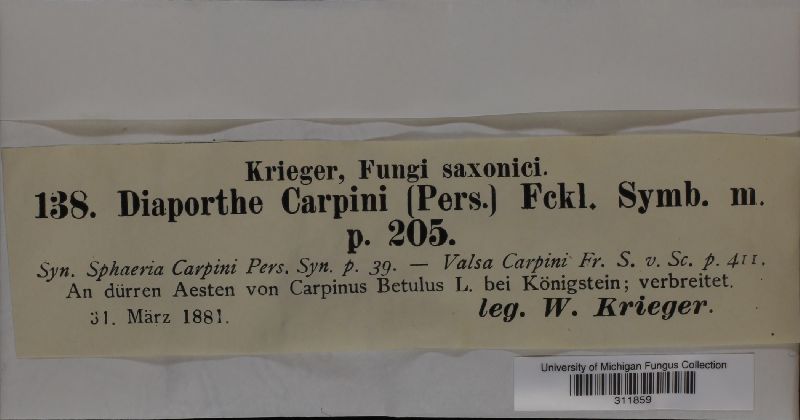 Krieger, Fungi saxonici.
138. Diaporthe Carpini (Pers.) Fckl. Symb. m.
p. 205.
Syn. Sphaeria Carpini Pers. Syn. p. 39. — Valsa Carpini Fr. S. v. Sc. p. 411.
An dürren Aesten von Carpinus Betulus L. bei Königstein; verbreitet.
31. März 1881.
leg. W. Krieger.
University of Michigan Fungus Collection
311859